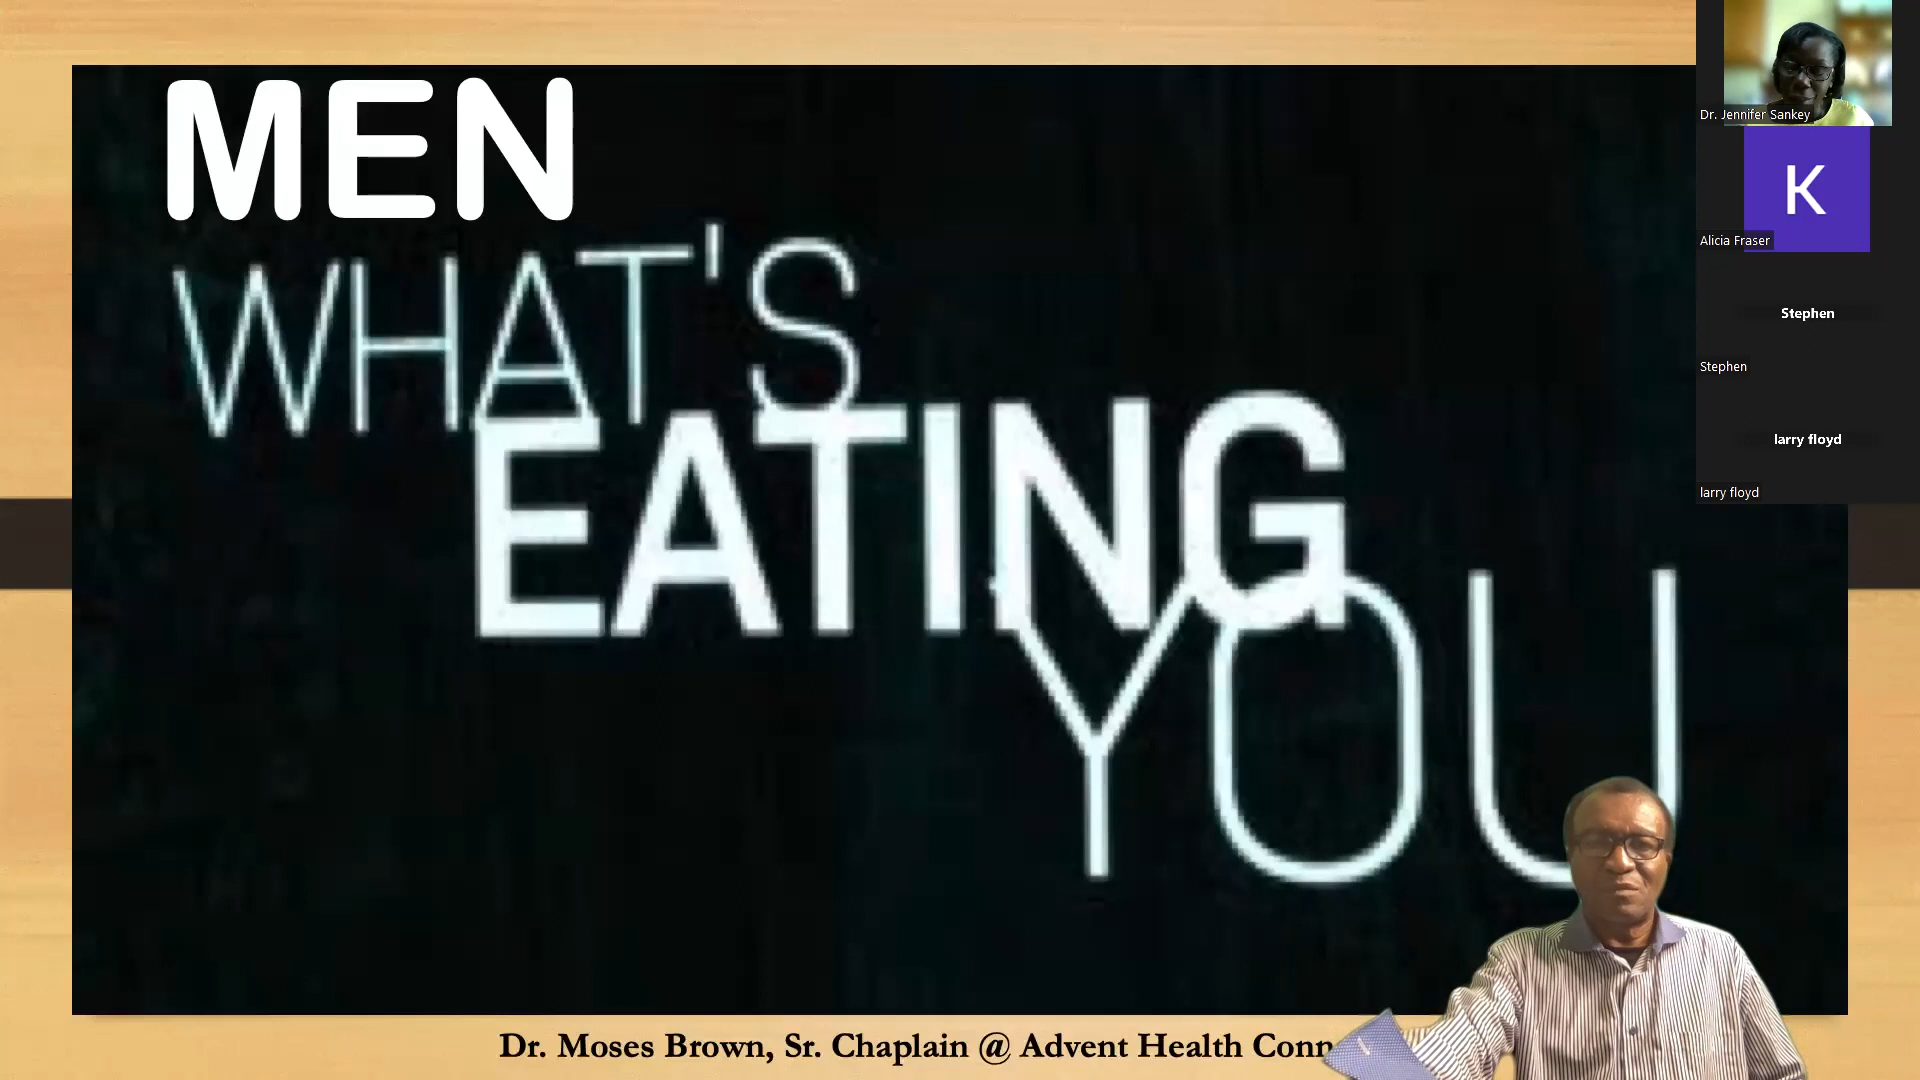 MEN
WHAT'S
EATING
YOU
Dr. Moses Brown, Sr. Chaplain @ Advent Health
Dr. Jennifer Sankey
K
Alicia Fraser
Stephen
Stephen
larry floyd
larry floyd